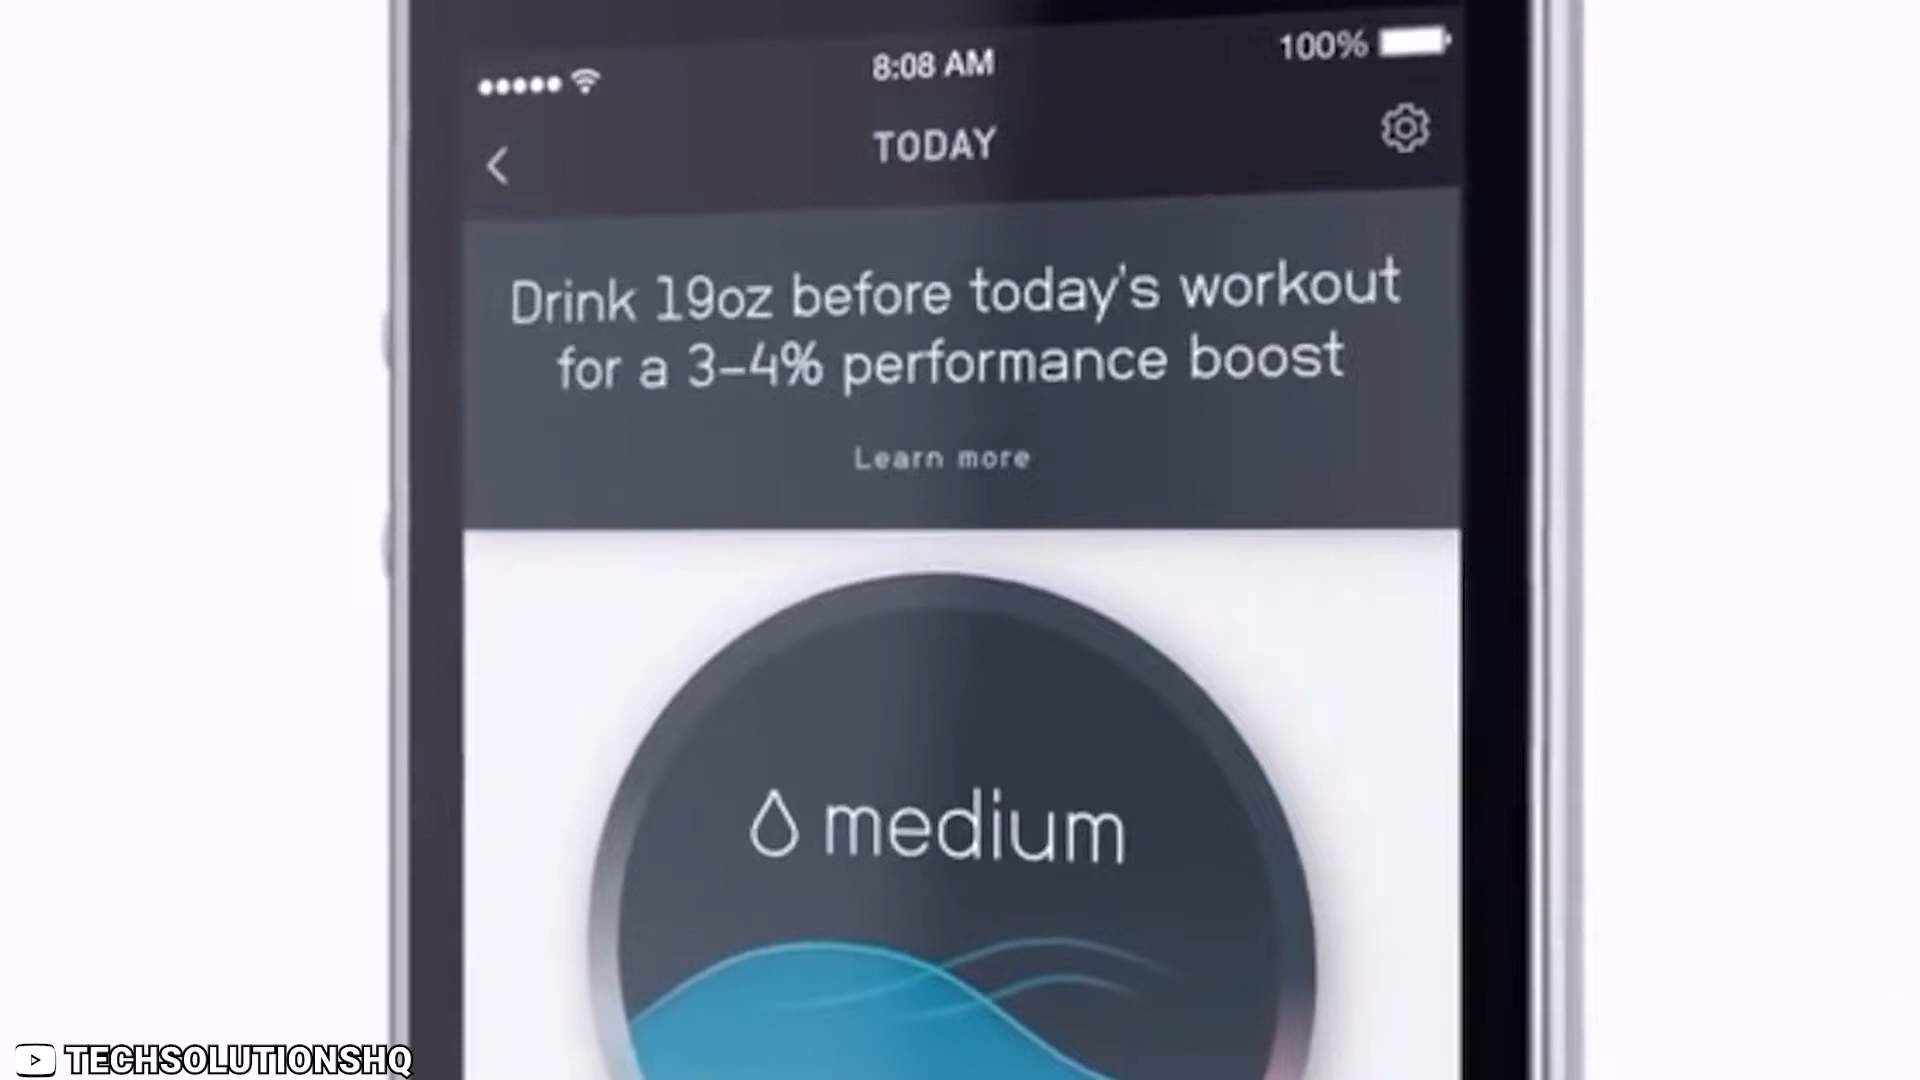 8:08 AM
100%
TODAY
Drink 19oz before today's workout
for a 3-4% performance boost
Learn more
medium
TECHSOLUTIONSHQ